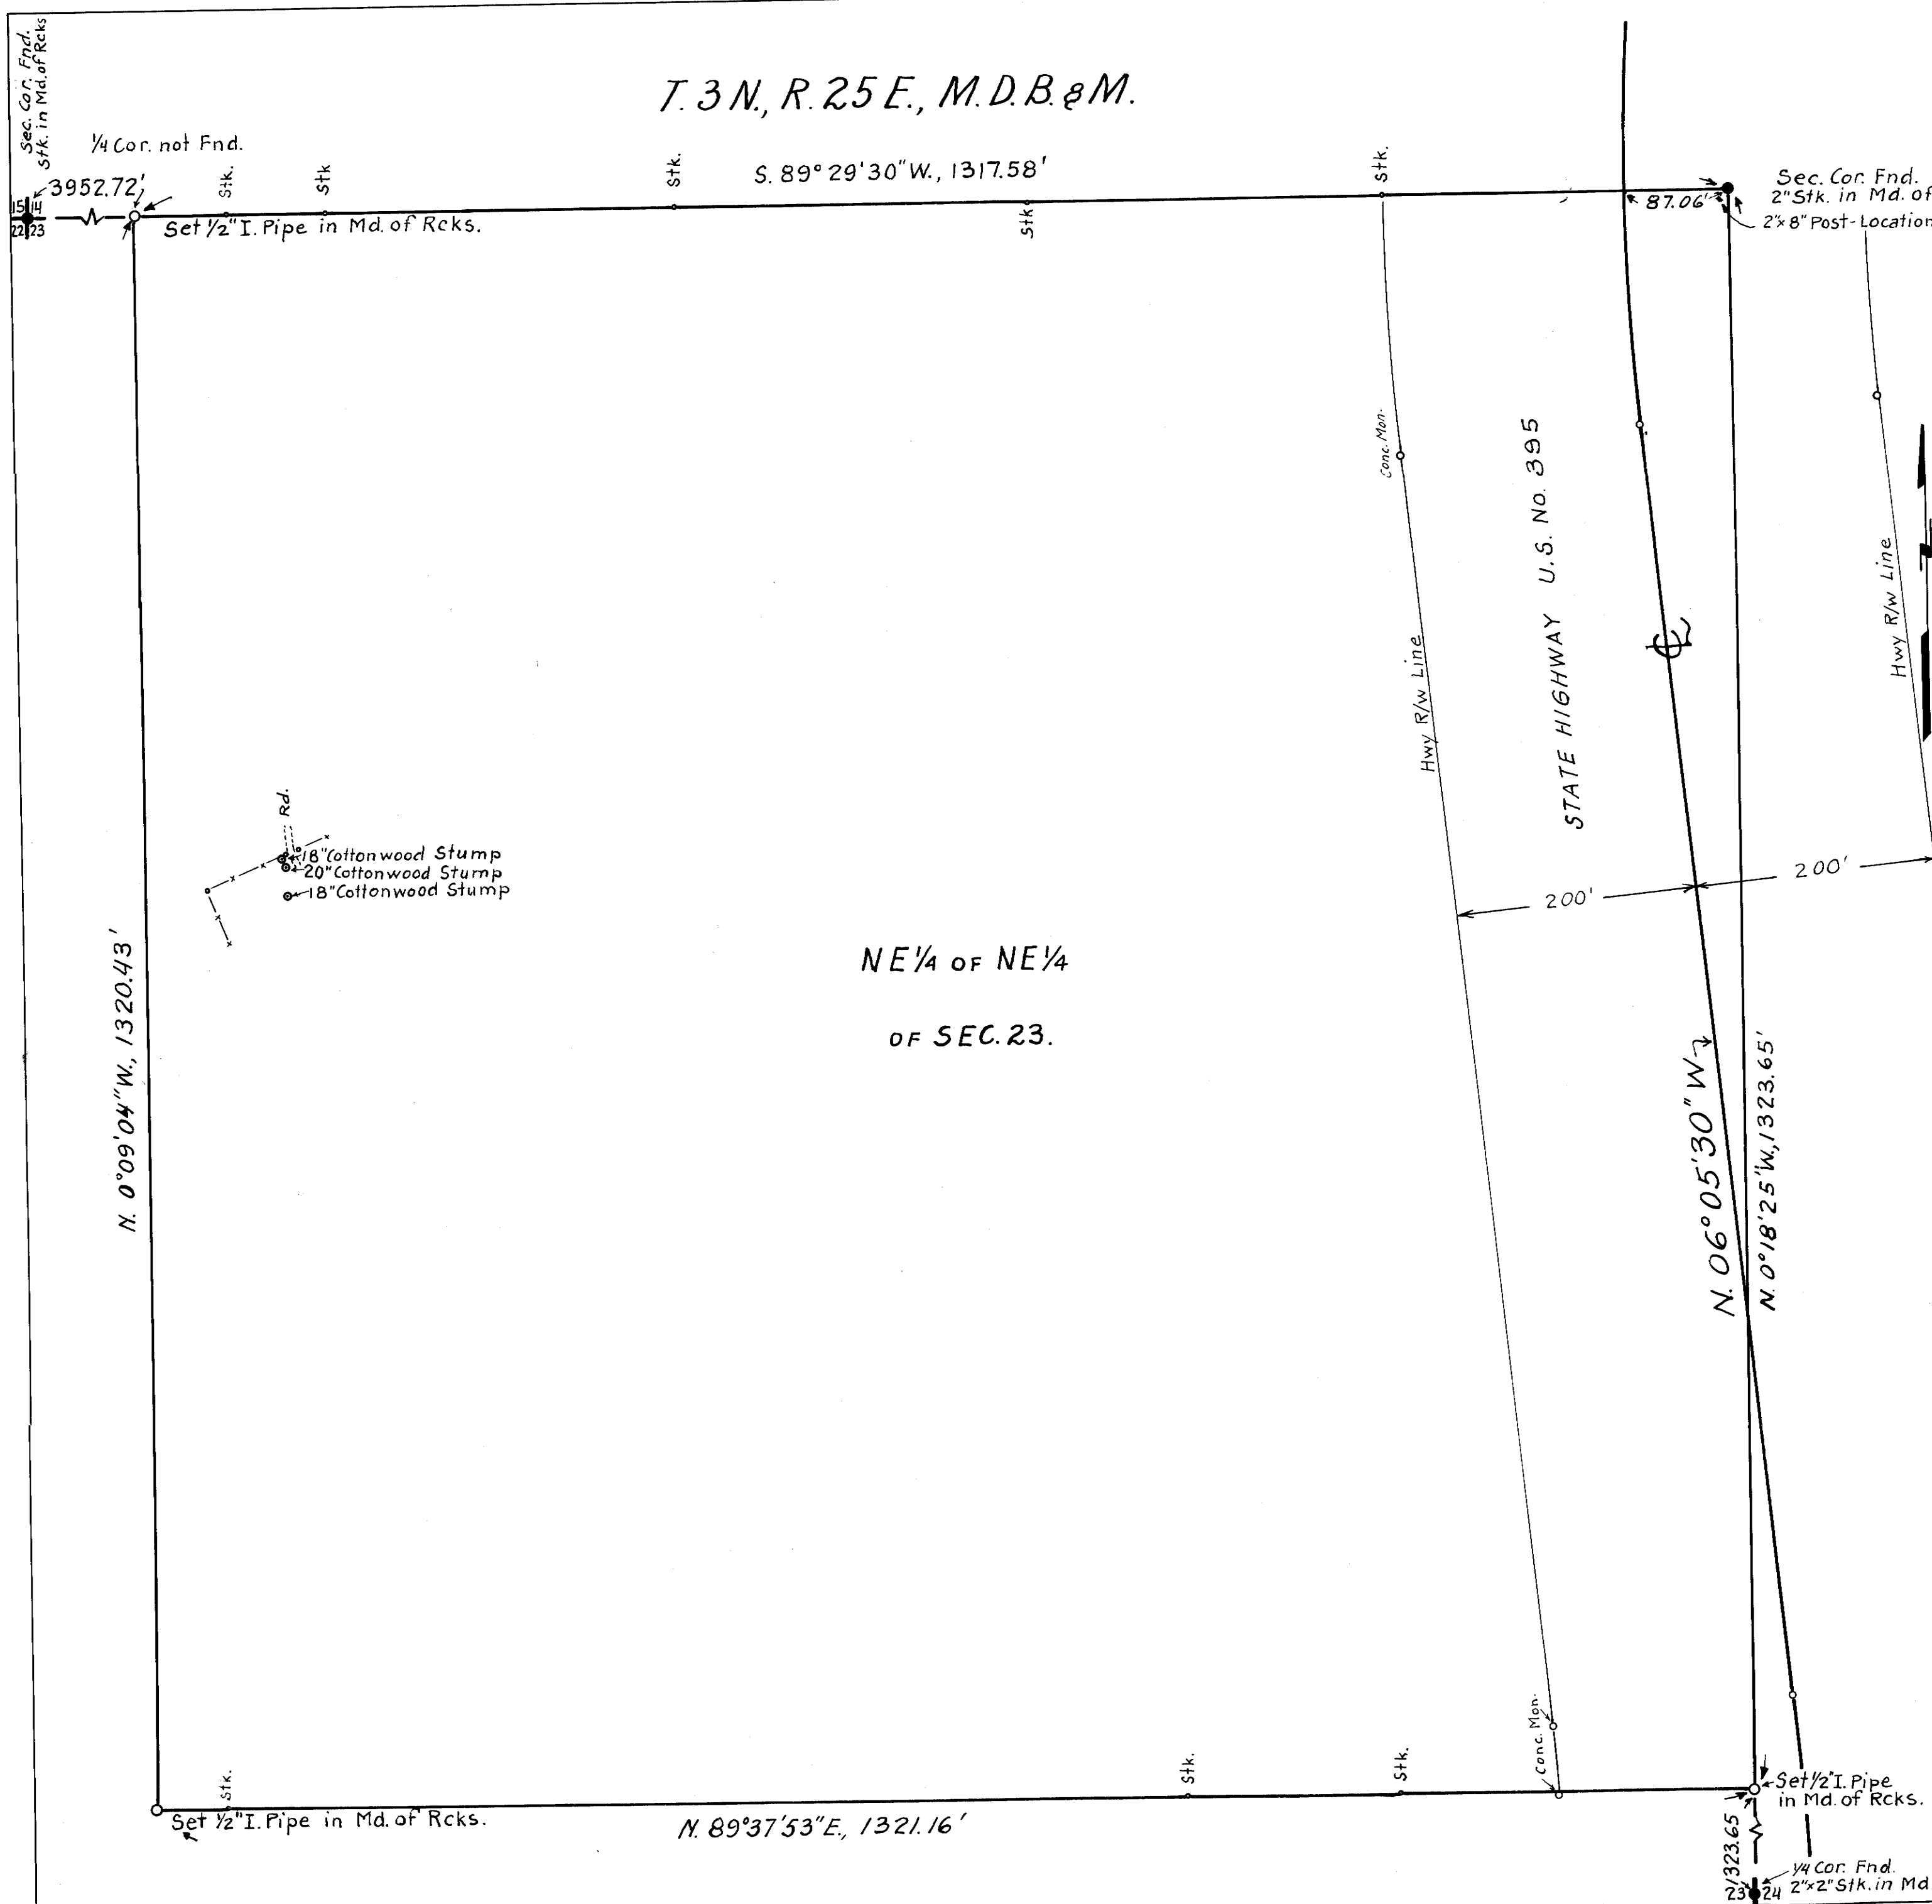 T. 3 N., R. 25 E., M.D.B. & M.
Sec. Cor. Fnd.
Stk. in Md. of Rcks
1/4 Cor. not Fnd.
3952.72'
15
22 23
Stk.
Stk
Stk.
S. 89° 29' 30" W., 1317.58'
Stk
Stk.
Set 1/2" I. Pipe in Md. of Rcks.
87.06'
Sec. Cor. Fnd.
2" Stk. in Md. of
2"x8" Post-Location
Conc. Mon.
Hwy R/W Line
STATE HIGHWAY U.S. No. 395
Hwy R/W Line
Rd.
18" Cottonwood Stump
20" Cottonwood Stump
18" Cottonwood Stump
200'
200'
NE 1/4 OF NE 1/4
OF SEC. 23.
N. 0° 09' 04" W., 1320.43'
N. 06° 05' 30" W
N. 0° 18' 25" W., 1323.65'
Conc. Mon.
Stk.
Stk.
Stk.
Set 1/2" I. Pipe in Md. of Rcks.
N. 89° 37' 53" E., 1321.16'
Set 1/2" I. Pipe
in Md. of Rcks.
1323.65
1/4 Cor. Fnd.
2"x2" Stk. in Md
23 24